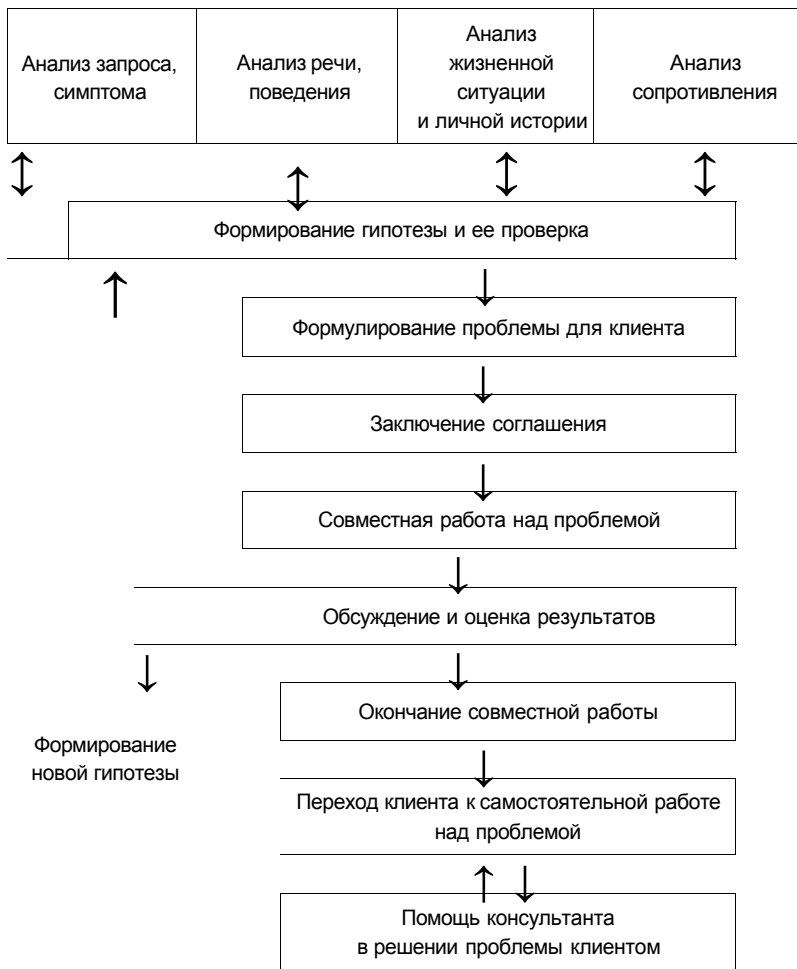 Анализ запроса,
симптома
Анализ речи,
поведения
Анализ
жизненной
ситуации
и личной истории
Анализ
сопротивления
Формирование гипотезы и ее проверка
Формулирование проблемы для клиента
Заключение соглашения
Совместная работа над проблемой
Обсуждение и оценка результатов
Окончание совместной работы
Формирование
новой гипотезы
Переход клиента к самостоятельной работе
над проблемой
Помощь консультанта
в решении проблемы клиентом